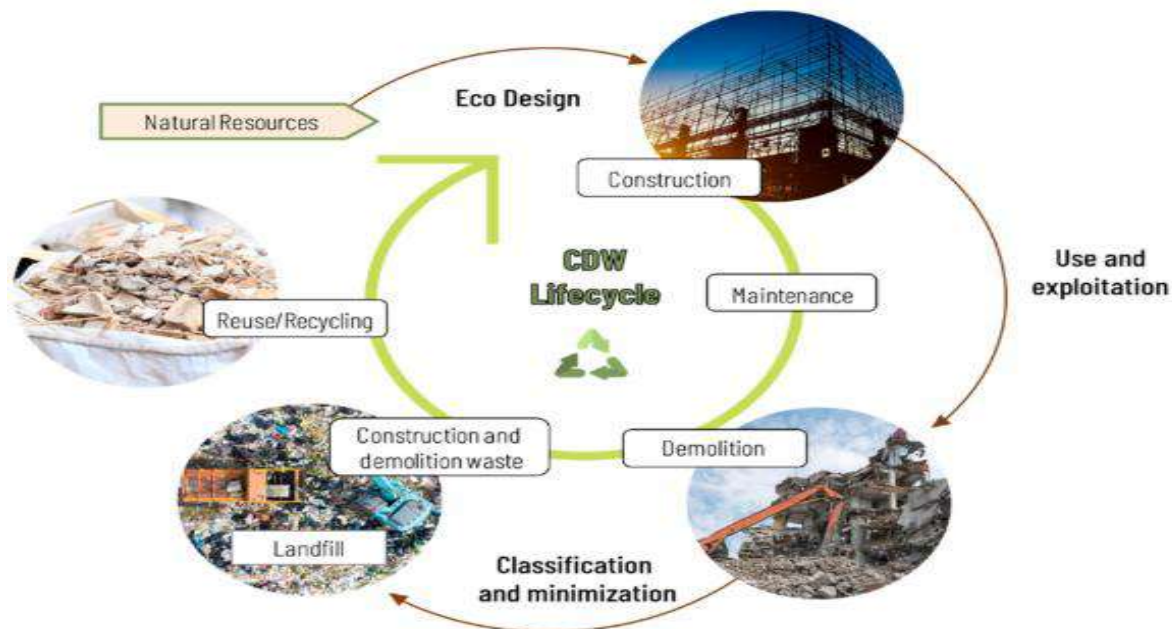 Eco Design
Natural Resources
Construction
CDW
Lifecycle
Use and
exploitation
Maintenance
Reuse/Recycling
Construction and
demolition waste
Demolition
Landfill
Classification
and minimization